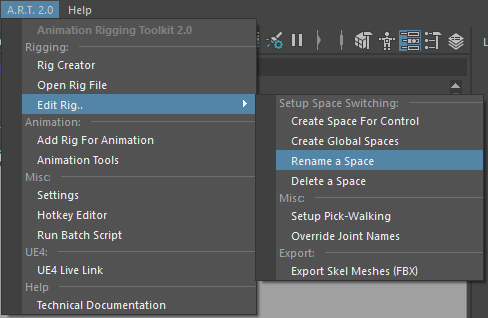 A.R.T. 2.0 Help
Animation Rigging Toolkit 2.0
Rigging:
Rig Creator
Open Rig File
Edit Rig..
Animation:
Add Rig For Animation
Animation Tools
Misc:
Settings
Hotkey Editor
Run Batch Script
UE4:
UE4 Live Link
Help
Technical Documentation
Setup Space Switching:
Create Space For Control
Create Global Spaces
Rename a Space
Delete a Space
Misc:
Setup Pick-Walking
Override Joint Names
Export:
Export Skel Meshes (FBX)